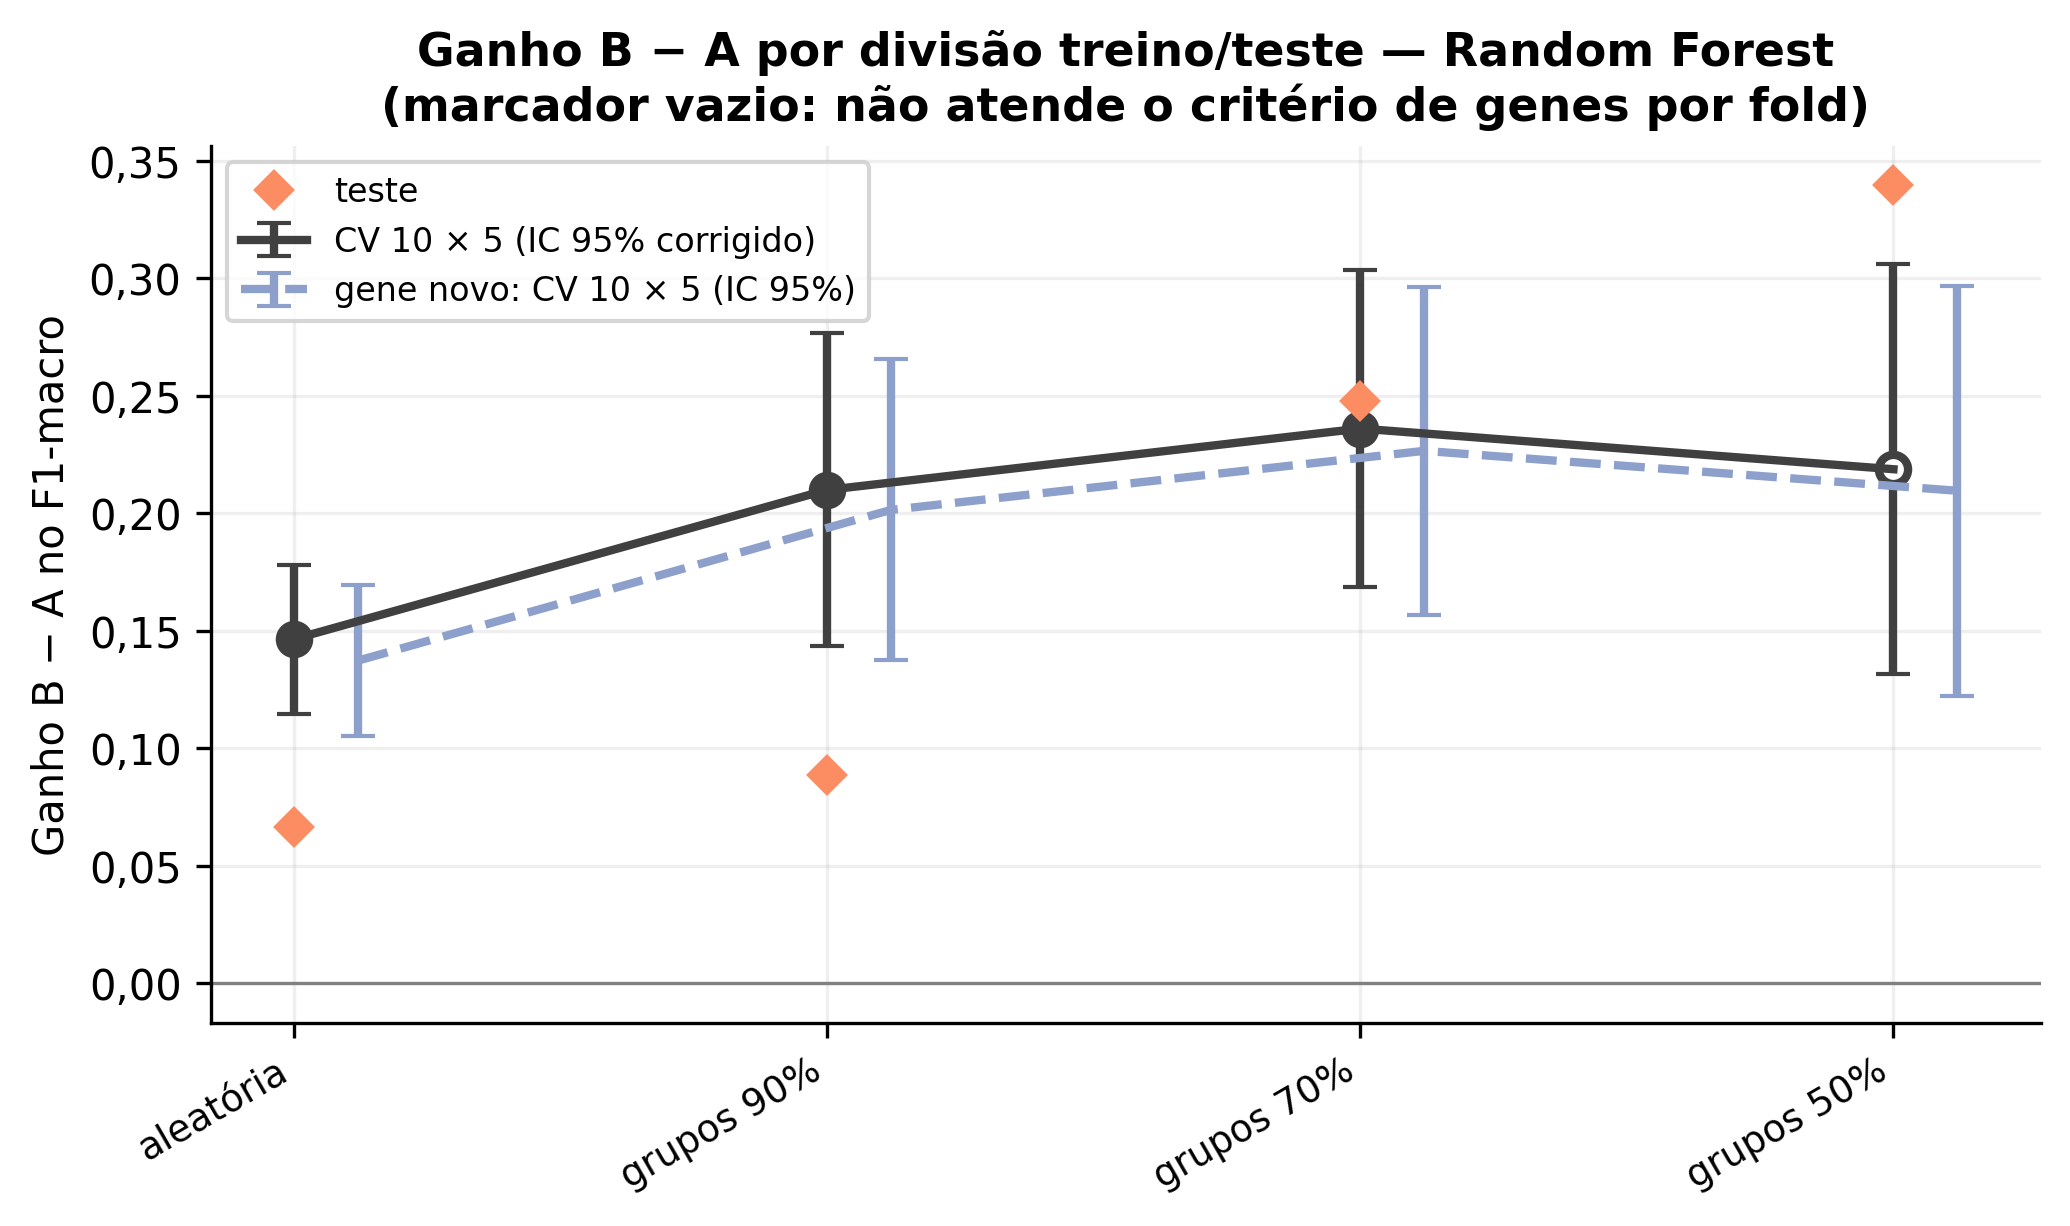 Ganho B − A por divisão treino/teste — Random Forest
(marcador vazio: não atende o critério de genes por fold)
Ganho B − A no F1-macro
0,35
0,30
0,25
0,20
0,15
0,10
0,05
0,00
teste
CV 10 × 5 (IC 95% corrigido)
gene novo: CV 10 × 5 (IC 95%)
aleatória
grupos 90%
grupos 70%
grupos 50%